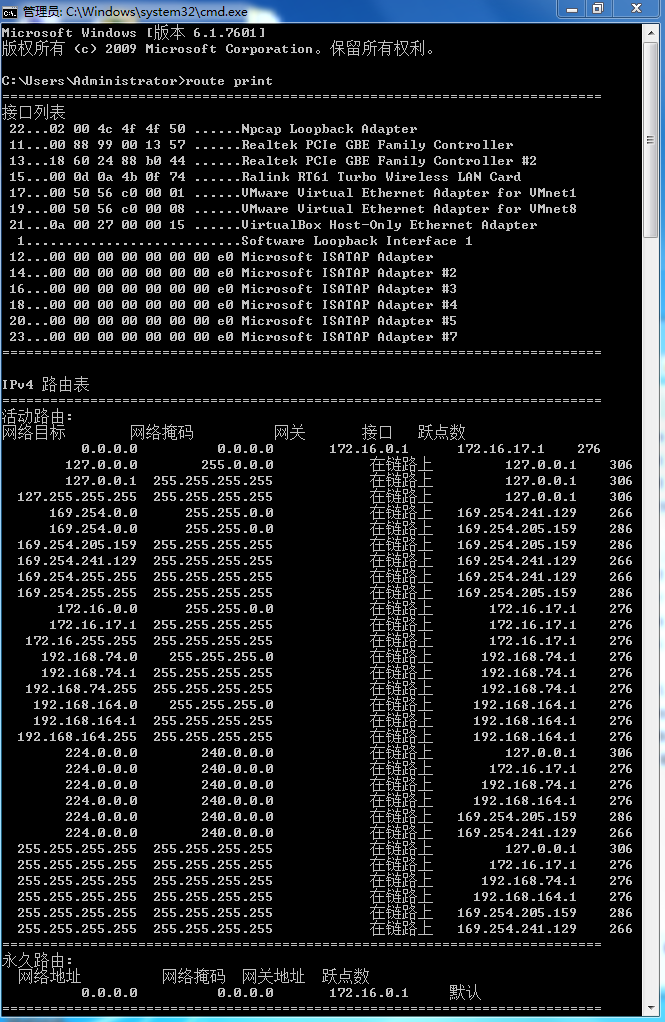 管理员: C:\Windows\system32\cmd.exe
Microsoft Windows [版本 6.1.7601]
版权所有 (c) 2009 Microsoft Corporation。保留所有权利。
C:\Users\Administrator>route print
===========================================================================
接口列表
22...02 00 4c 4f 4f 50 ......Npcap Loopback Adapter
11...00 88 99 00 13 57 ......Realtek PCIe GBE Family Controller
13...18 60 24 88 b0 44 ......Realtek PCIe GBE Family Controller #2
15...00 0d 0a 4b 0f 74 ......Ralink RT61 Turbo Wireless LAN Card
17...00 50 56 c0 00 01 ......VMware Virtual Ethernet Adapter for VMnet1
19...00 50 56 c0 00 08 ......VMware Virtual Ethernet Adapter for VMnet8
21...0a 00 27 00 00 15 ......VirtualBox Host-Only Ethernet Adapter
1...........................Software Loopback Interface 1
12...00 00 00 00 00 00 00 e0 Microsoft ISATAP Adapter
14...00 00 00 00 00 00 00 e0 Microsoft ISATAP Adapter #2
16...00 00 00 00 00 00 00 e0 Microsoft ISATAP Adapter #3
18...00 00 00 00 00 00 00 e0 Microsoft ISATAP Adapter #4
20...00 00 00 00 00 00 00 e0 Microsoft ISATAP Adapter #5
23...00 00 00 00 00 00 00 e0 Microsoft ISATAP Adapter #7
===========================================================================
IPv4 路由表
===========================================================================
活动路由:
网络目标 网络掩码 网关 接口 跃点数
0.0.0.0 0.0.0.0 172.16.0.1 172.16.17.1 276
127.0.0.0 255.0.0.0 在链路上 127.0.0.1 306
127.0.0.1 255.255.255.255 在链路上 127.0.0.1 306
127.255.255.255 255.255.255.255 在链路上 127.0.0.1 306
169.254.0.0 255.255.0.0 在链路上 169.254.241.129 266
169.254.0.0 255.255.0.0 在链路上 169.254.205.159 286
169.254.205.159 255.255.255.255 在链路上 169.254.205.159 286
169.254.241.129 255.255.255.255 在链路上 169.254.241.129 266
169.254.255.255 255.255.255.255 在链路上 169.254.241.129 266
169.254.255.255 255.255.255.255 在链路上 169.254.205.159 286
172.16.0.0 255.255.0.0 在链路上 172.16.17.1 276
172.16.17.1 255.255.255.255 在链路上 172.16.17.1 276
172.16.255.255 255.255.255.255 在链路上 172.16.17.1 276
192.168.74.0 255.255.255.0 在链路上 192.168.74.1 276
192.168.74.1 255.255.255.255 在链路上 192.168.74.1 276
192.168.74.255 255.255.255.255 在链路上 192.168.74.1 276
192.168.164.0 255.255.255.0 在链路上 192.168.164.1 276
192.168.164.1 255.255.255.255 在链路上 192.168.164.1 276
192.168.164.255 255.255.255.255 在链路上 192.168.164.1 276
224.0.0.0 240.0.0.0 在链路上 127.0.0.1 306
224.0.0.0 240.0.0.0 在链路上 172.16.17.1 276
224.0.0.0 240.0.0.0 在链路上 192.168.74.1 276
224.0.0.0 240.0.0.0 在链路上 192.168.164.1 276
224.0.0.0 240.0.0.0 在链路上 169.254.205.159 286
224.0.0.0 240.0.0.0 在链路上 169.254.241.129 266
255.255.255.255 255.255.255.255 在链路上 127.0.0.1 306
255.255.255.255 255.255.255.255 在链路上 172.16.17.1 276
255.255.255.255 255.255.255.255 在链路上 192.168.74.1 276
255.255.255.255 255.255.255.255 在链路上 192.168.164.1 276
255.255.255.255 255.255.255.255 在链路上 169.254.205.159 286
255.255.255.255 255.255.255.255 在链路上 169.254.241.129 266
===========================================================================
永久路由:
网络地址 网络掩码 网关地址 跃点数
0.0.0.0 0.0.0.0 172.16.0.1 默认
===========================================================================